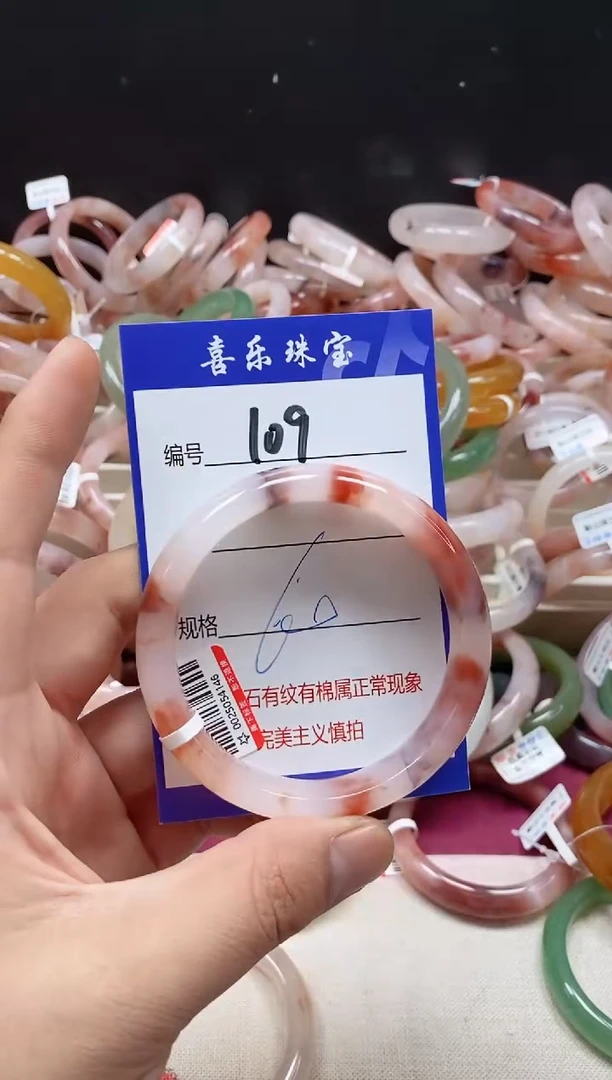 喜乐珠宝
编号 109
规格 60
石有纹有棉属正常现象
完美主义慎拍
0025054146